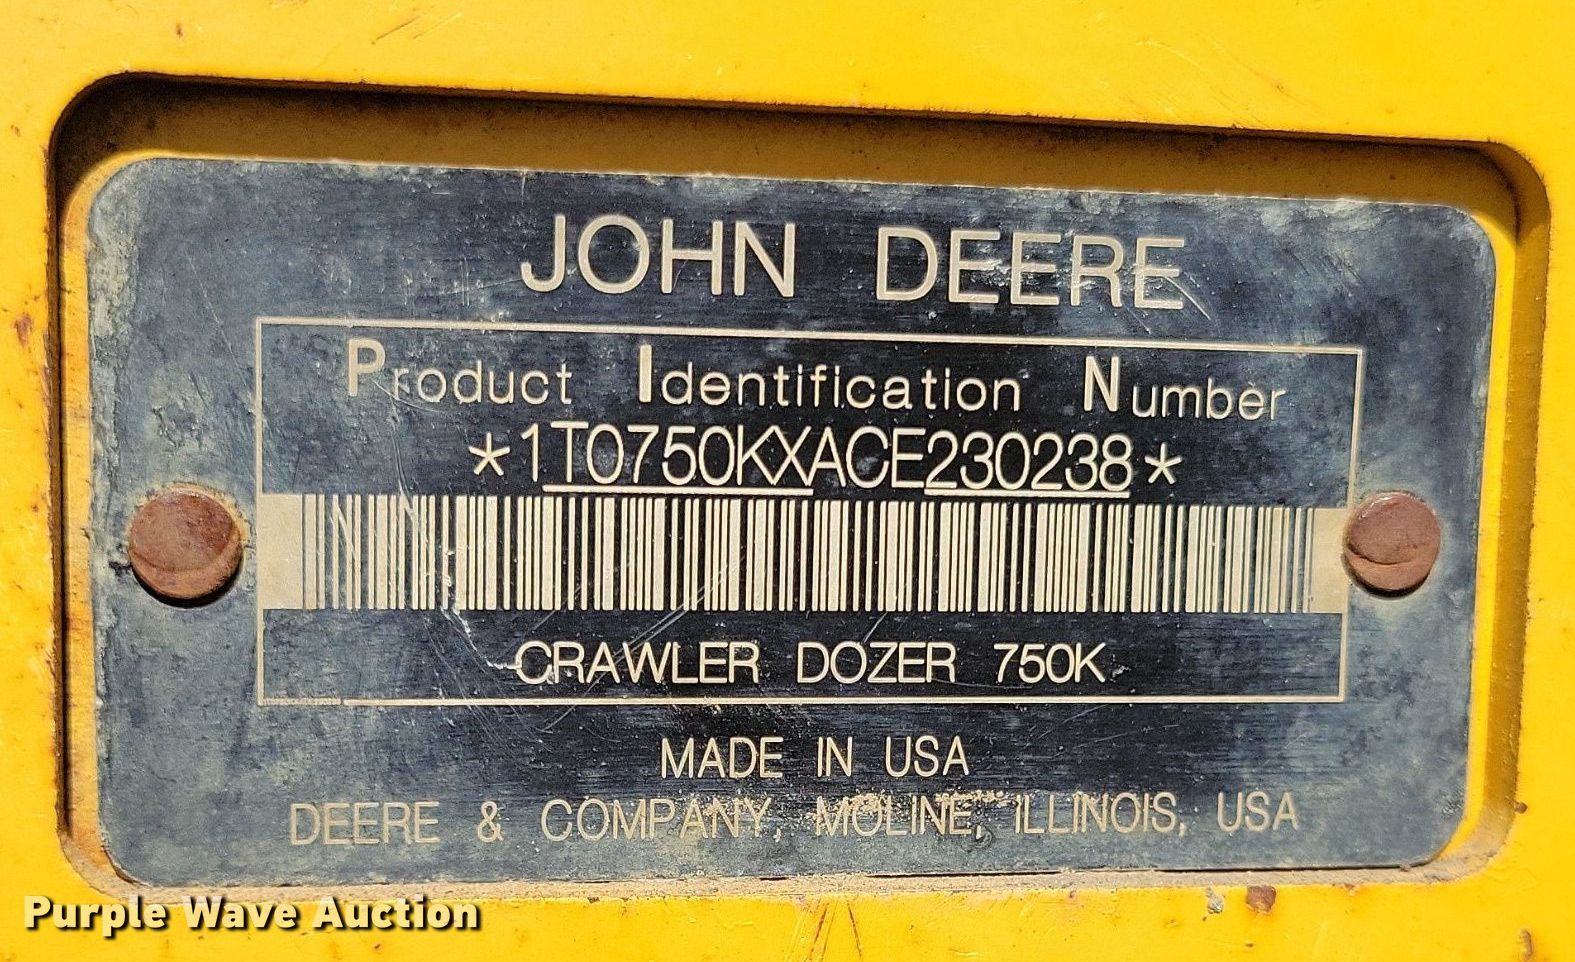 JOHN DEERE
Product Identification Number
*1T0750KXACE230238*
CRAWLER DOZER 750K
MADE IN USA
DEERE & COMPANY, MOLINE, ILLINOIS, USA
Purple Wave Auction